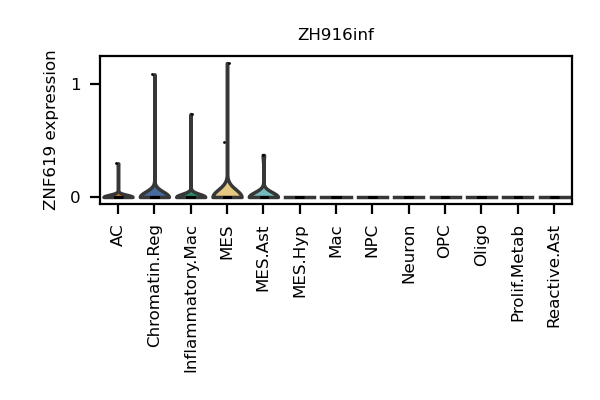 ZH916inf
ZNF619 expression
1
0
AC
Chromatin.Reg
Inflammatory.Mac
MES
MES.Ast
MES.Hyp
Mac
NPC
Neuron
OPC
Oligo
Prolif.Metab
Reactive.Ast